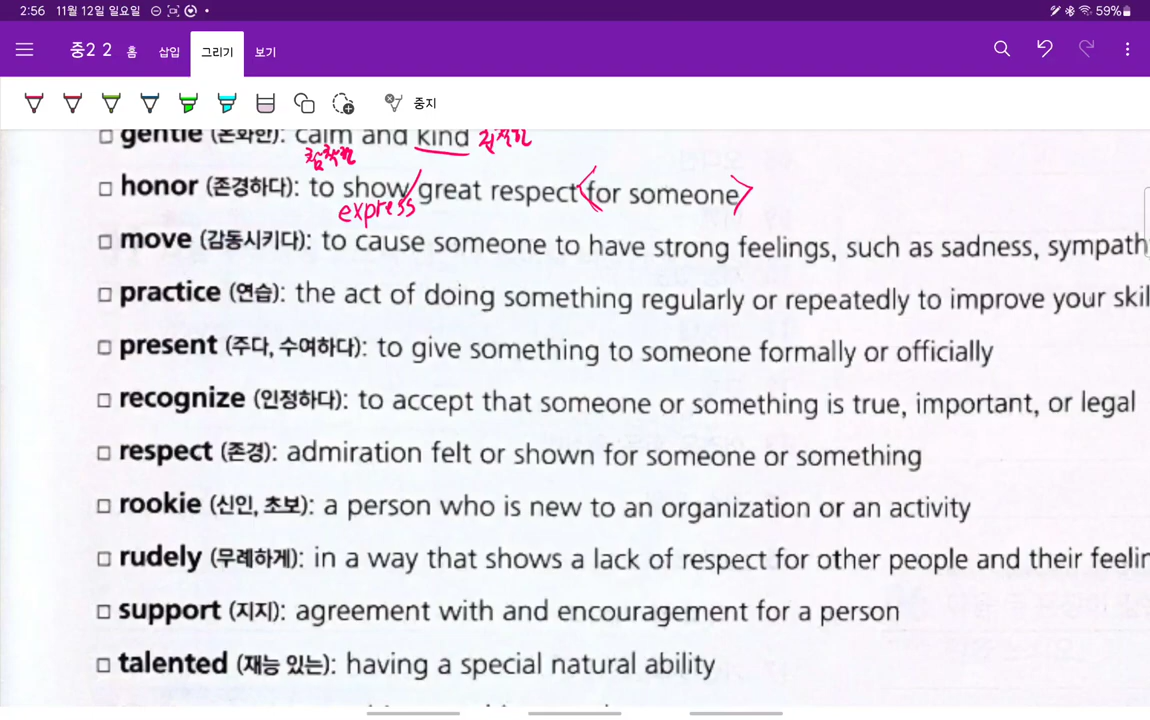 2:56 11월 12일 일요일 59%
중2 2 홈 삽입 그리기 보기
중지
gentle (온화한): calm and kind 친절한
침착한
honor (존경하다): to show great respect for someone
express
move (감동시키다): to cause someone to have strong feelings, such as sadness, sympath
practice (연습): the act of doing something regularly or repeatedly to improve your skil
present (주다, 수여하다): to give something to someone formally or officially
recognize (인정하다): to accept that someone or something is true, important, or legal
respect (존경): admiration felt or shown for someone or something
rookie (신인, 초보): a person who is new to an organization or an activity
rudely (무례하게): in a way that shows a lack of respect for other people and their feelin
support (지지): agreement with and encouragement for a person
talented (재능 있는): having a special natural ability